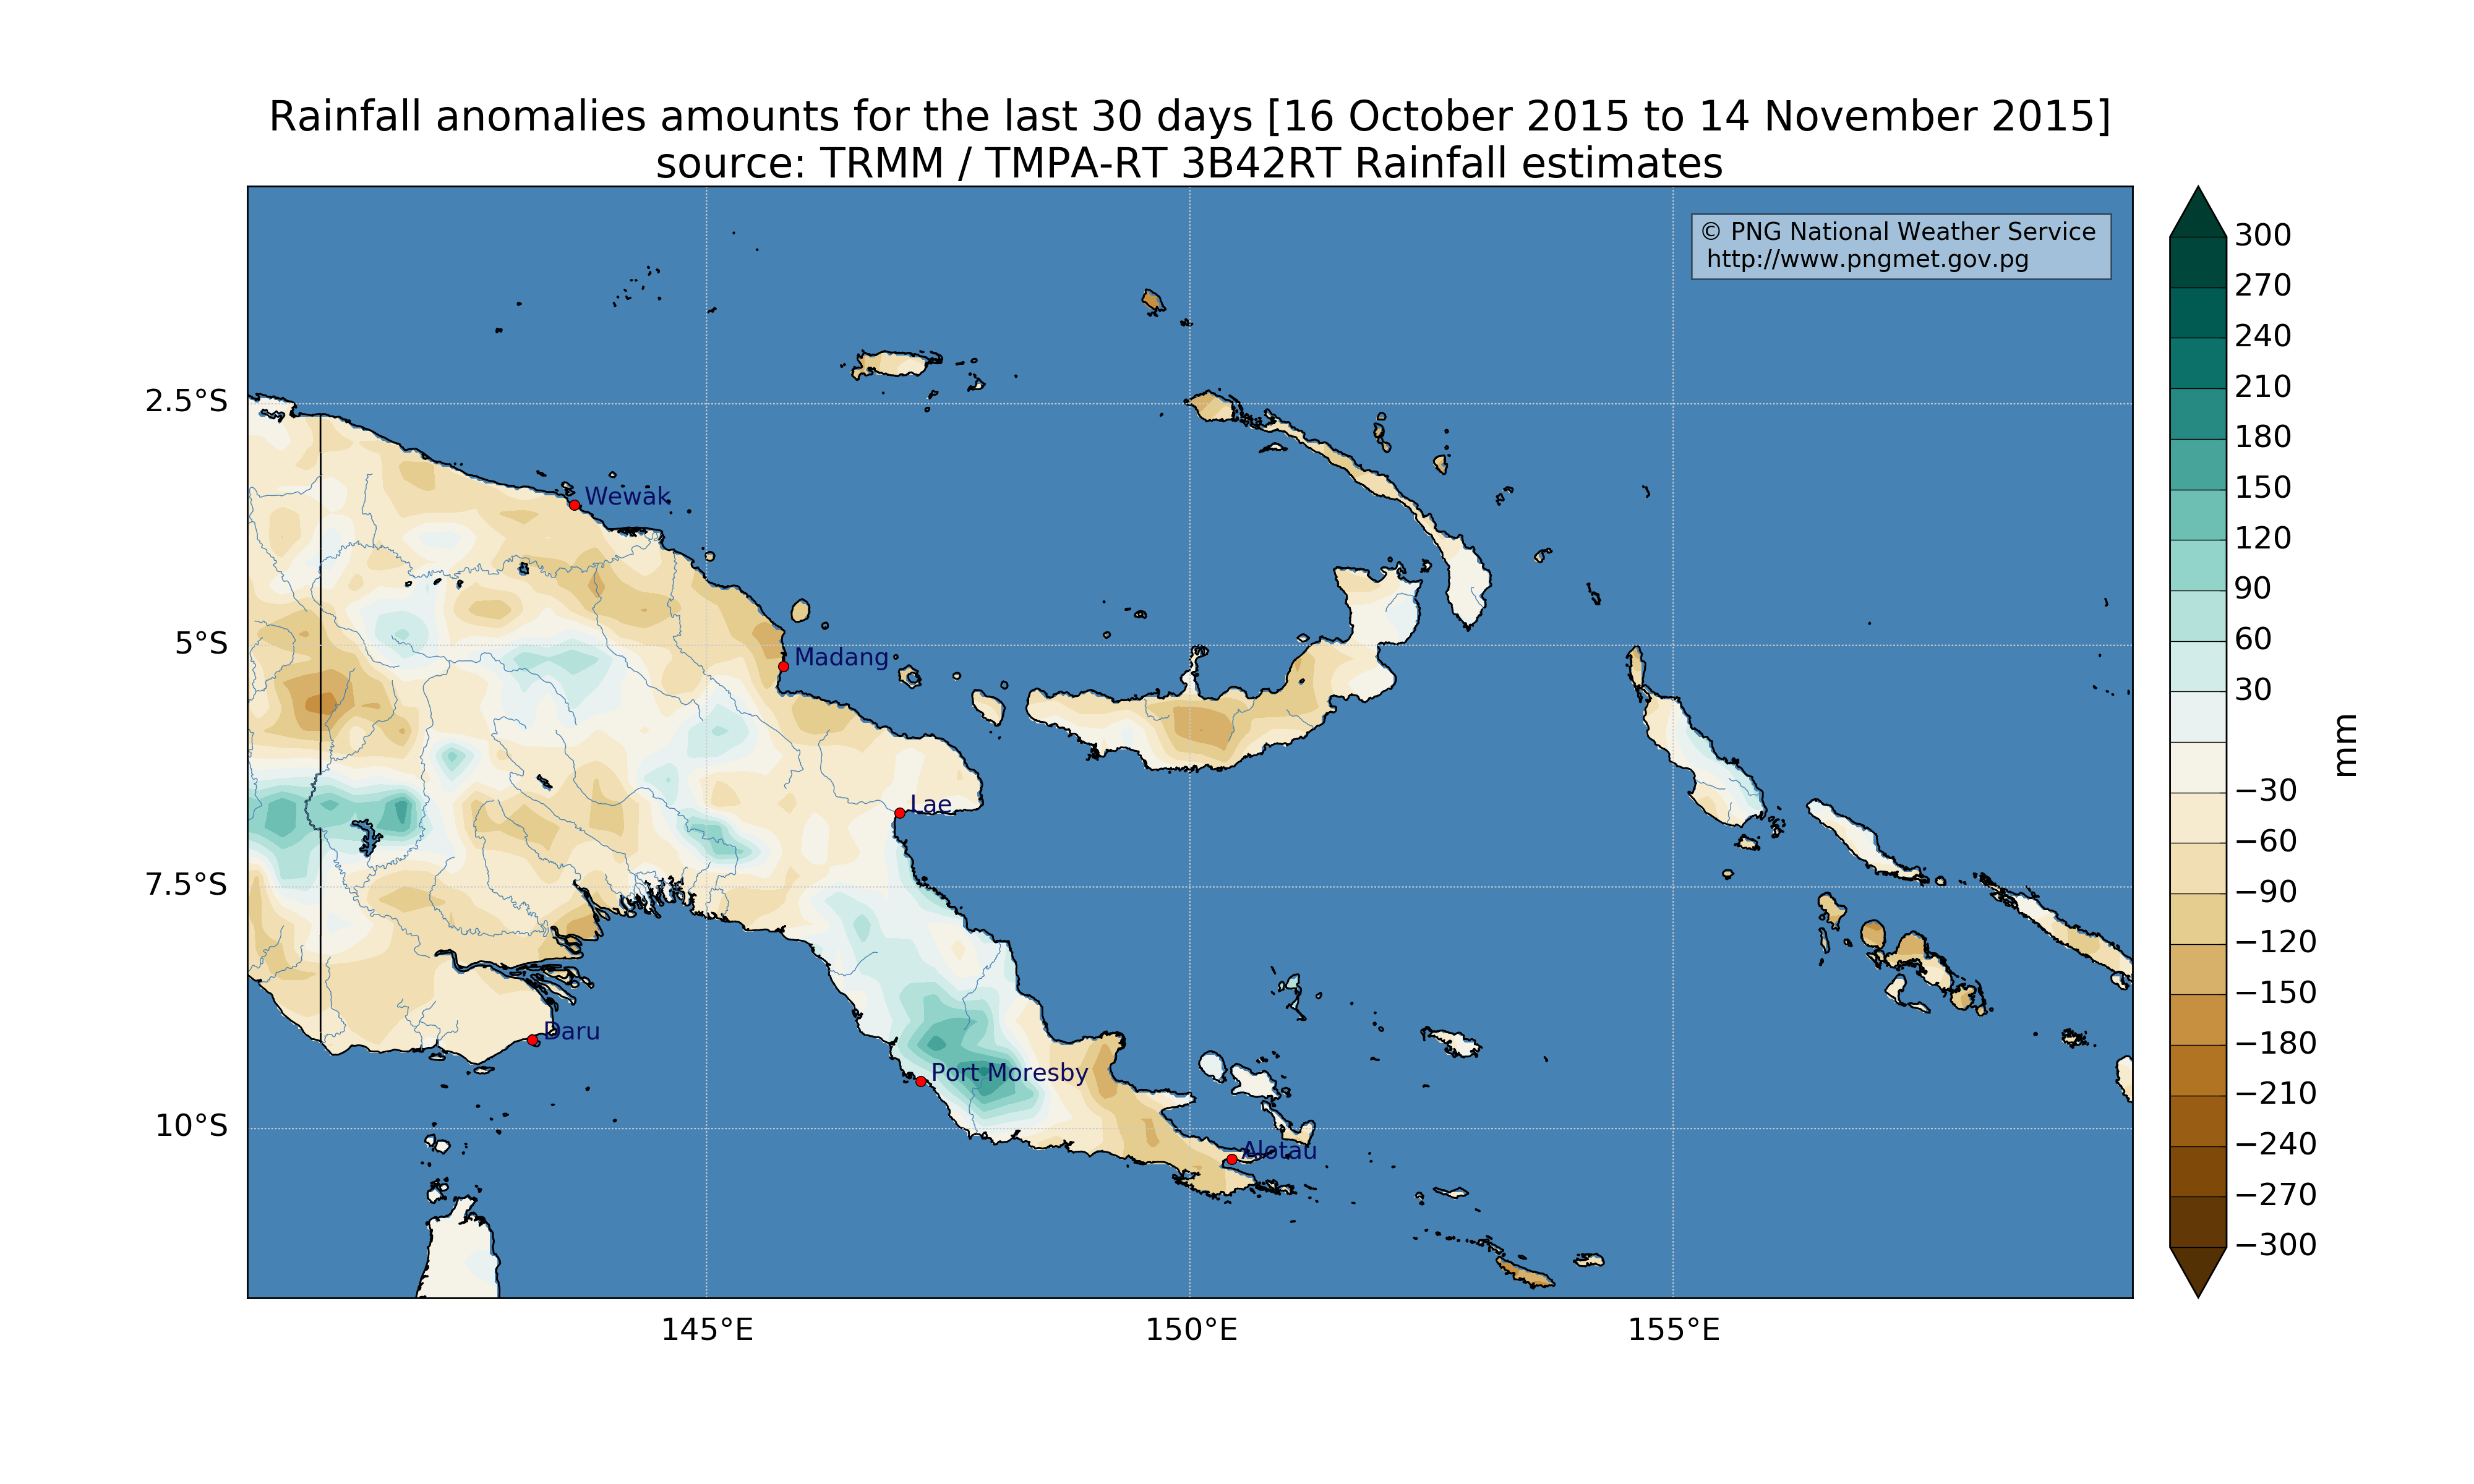 Rainfall anomalies amounts for the last 30 days [16 October 2015 to 14 November 2015]
source: TRMM / TMPA-RT 3B42RT Rainfall estimates
© PNG National Weather Service
http://www.pngmet.gov.pg
2.5°S
5°S
7.5°S
10°S
Wewak
Madang
Lae
Daru
Port Moresby
Alotau
145°E
150°E
155°E
300
270
240
210
180
150
120
90
60
30
−30
−60
−90
−120
−150
−180
−210
−240
−270
−300
mm